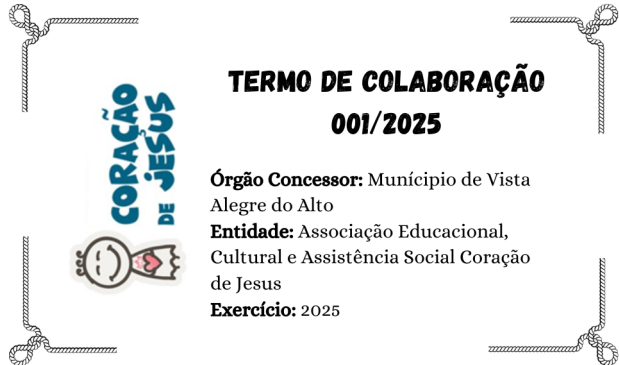 CORAÇÃO
DE JESUS
TERMO DE COLABORAÇÃO
001/2025
Órgão Concessor: Munícipio de Vista
Alegre do Alto
Entidade: Associação Educacional,
Cultural e Assistência Social Coração
de Jesus
Exercício: 2025